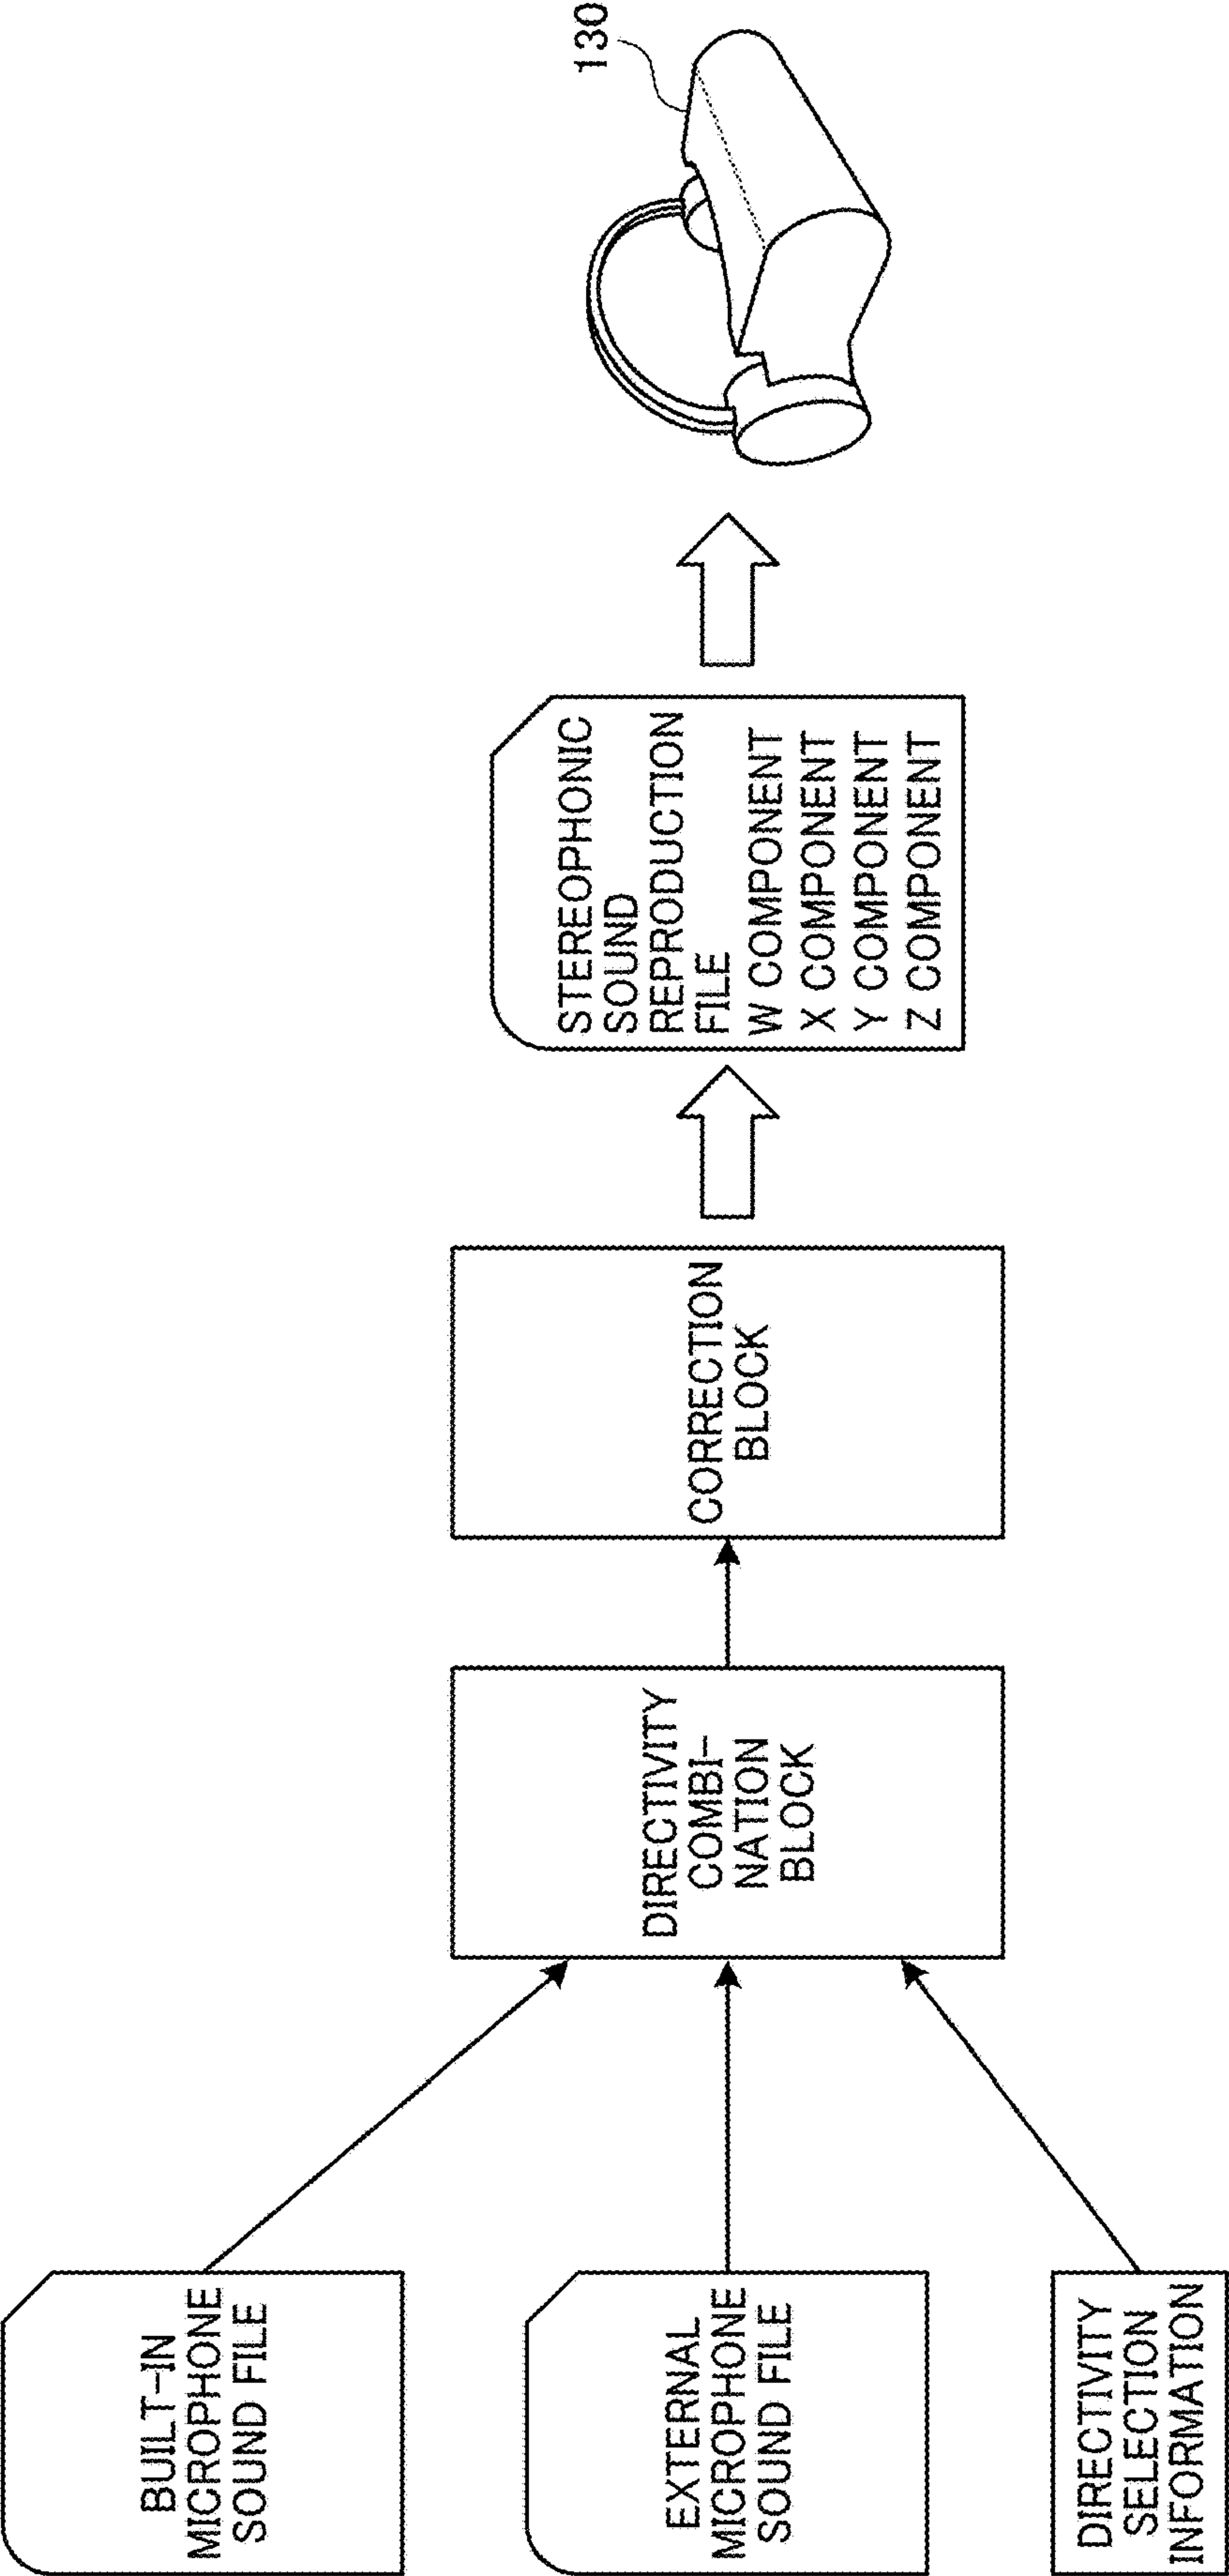 BUILT-IN
MICROPHONE
SOUND FILE
EXTERNAL
MICROPHONE
SOUND FILE
DIRECTIVITY
SELECTION
INFORMATION
DIRECTIVITY
COMBI-
NATION
BLOCK
CORRECTION
BLOCK
STEREOPHONIC
SOUND
REPRODUCTION
FILE
W COMPONENT
X COMPONENT
Y COMPONENT
Z COMPONENT
130